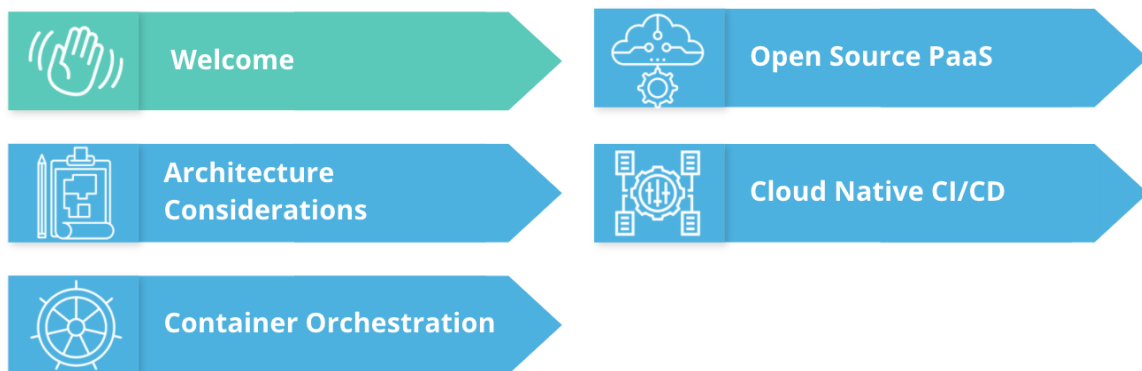 Welcome
Architecture
Considerations
Container Orchestration
Open Source PaaS
Cloud Native CI/CD